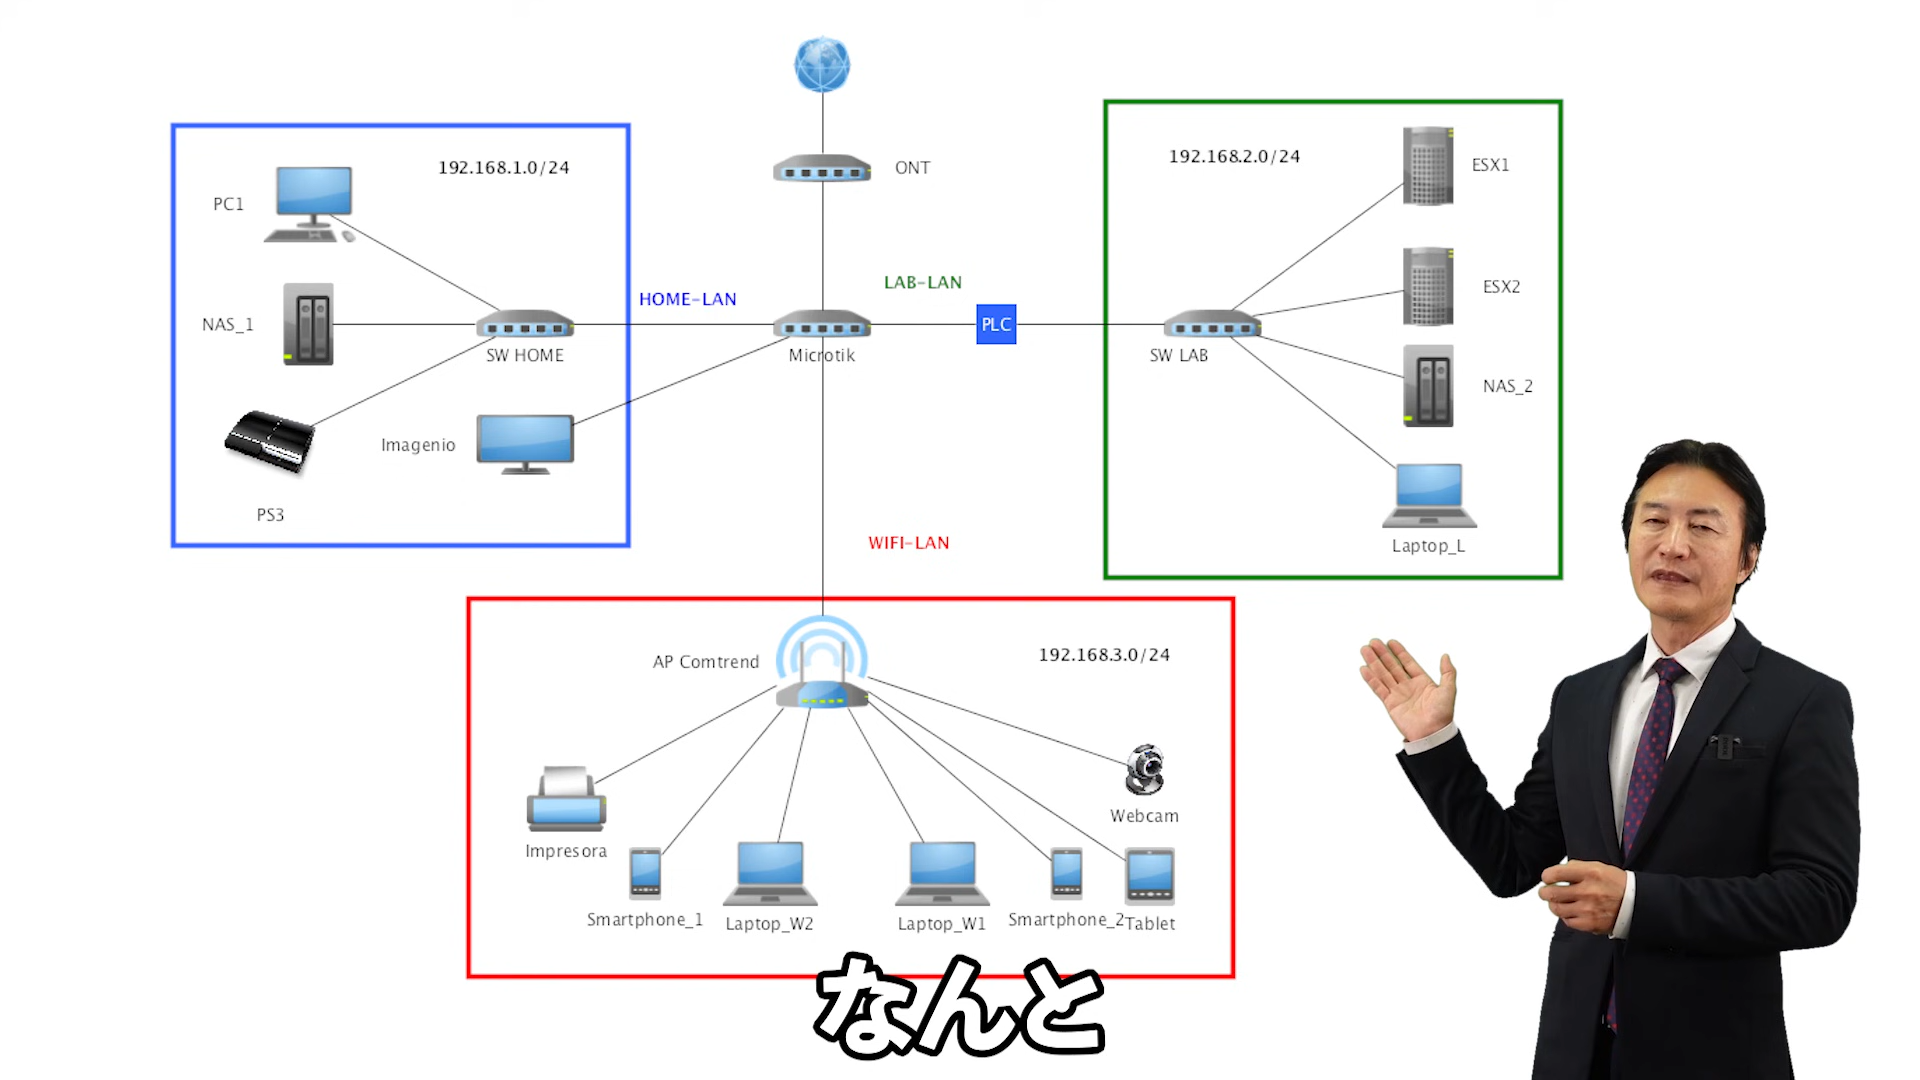 ONT
192.168.1.0/24
PC1
NAS_1
SW HOME
PS3
Imagenio
HOME-LAN
Microtik
LAB-LAN
PLC
192.168.2.0/24
ESX1
ESX2
SW LAB
NAS_2
Laptop_L
WIFI-LAN
AP Comtrend
192.168.3.0/24
Webcam
Impresora
Smartphone_1
Laptop_W2
Laptop_W1
Smartphone_2
Tablet
なんと